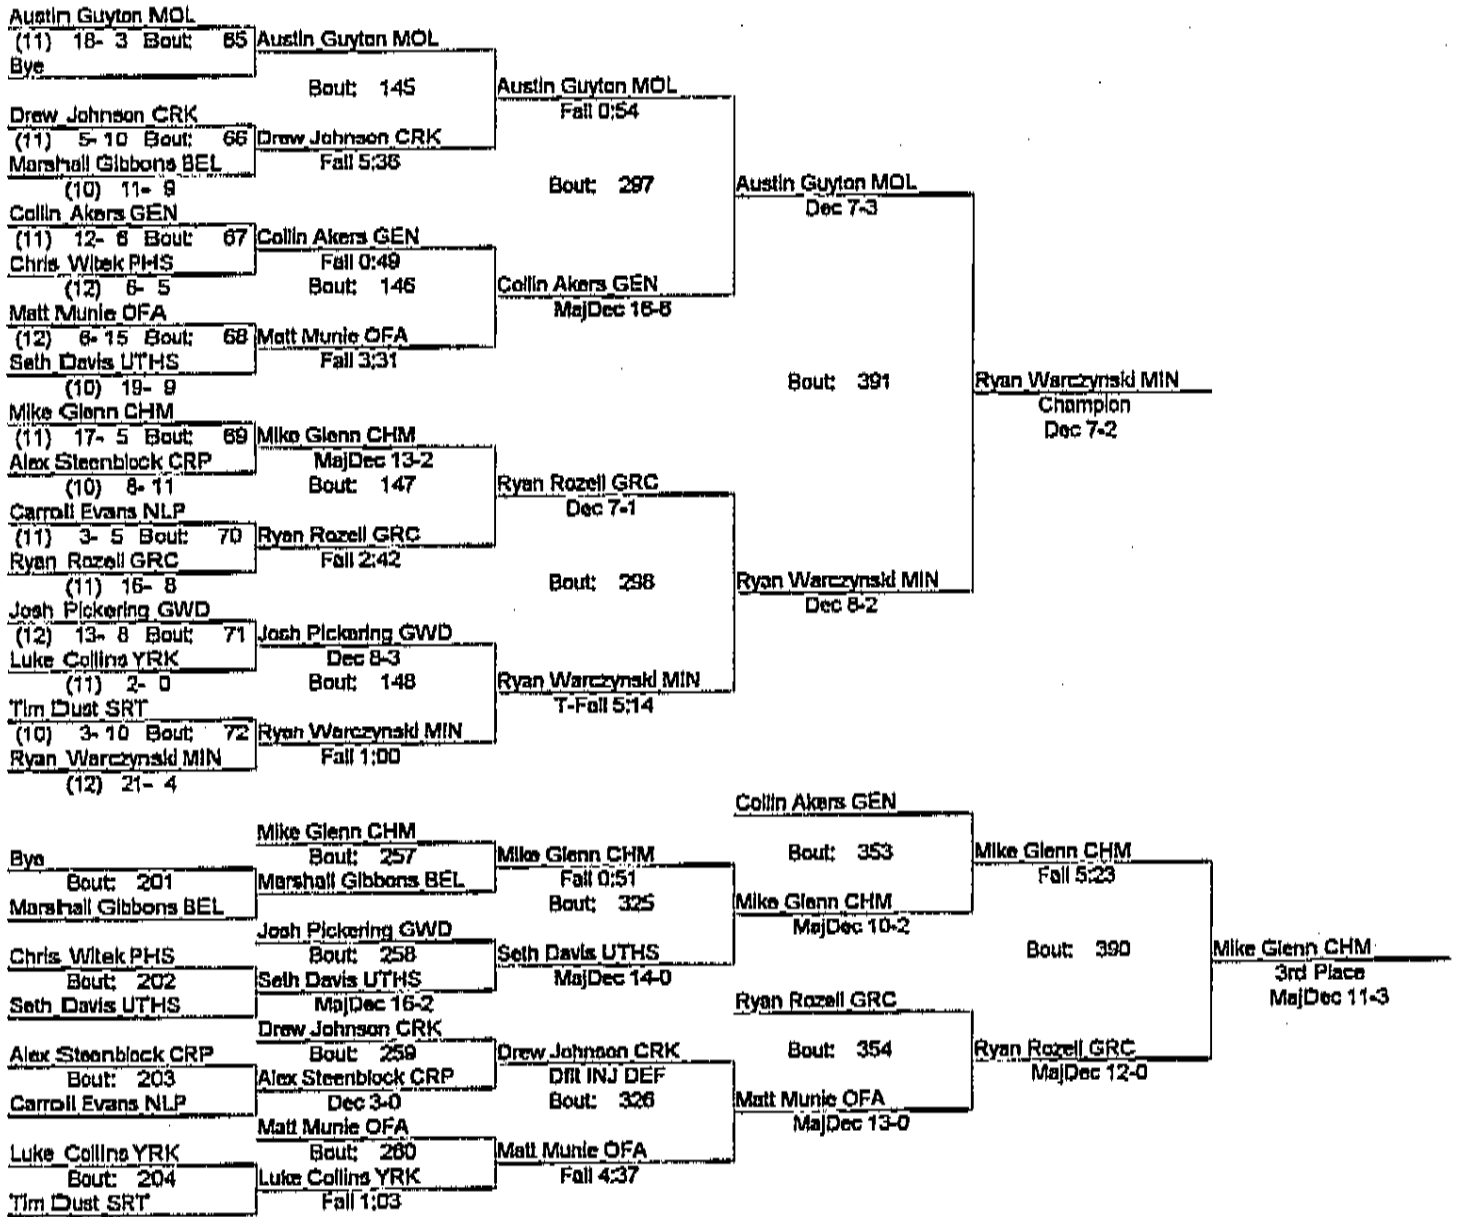 Austin Guyton MOL
(11) 18- 3 Bout: 65 Austin Guyton MOL
Bye
Bout: 145 Austin Guyton MOL
Fall 0:54
Drew Johnson CRK
(11) 5- 10 Bout: 66 Drew Johnson CRK
Marshall Gibbons BEL Fall 5:36
(10) 11- 9
Bout: 297 Austin Guyton MOL
Dec 7-3
Collin Akers GEN
(11) 12- 6 Bout: 67 Collin Akers GEN
Chris Witek PHS Fall 0:49
(12) 6- 5 Bout: 146 Collin Akers GEN
MajDec 16-6
Matt Munie OFA
(12) 6- 15 Bout: 68 Matt Munie OFA
Seth Davis UTHS Fall 3:31
(10) 19- 9
Bout: 391 Ryan Warczynski MIN
Champion
Dec 7-2
Mike Glenn CHM
(11) 17- 5 Bout: 69 Mike Glenn CHM
Alex Steenblock CRP MajDec 13-2
(10) 8- 11 Bout: 147 Ryan Rozell GRC
Dec 7-1
Carroll Evans NLP
(11) 3- 5 Bout: 70 Ryan Rozell GRC
Ryan Rozell GRC Fall 2:42
(11) 16- 8
Bout: 298 Ryan Warczynski MIN
Dec 8-2
Josh Pickering GWD
(12) 13- 8 Bout: 71 Josh Pickering GWD
Luke Collins YRK Dec 8-3
(11) 2- 0 Bout: 148 Ryan Warczynski MIN
T-Fall 5:14
Tim Dust SRT
(10) 3- 10 Bout: 72 Ryan Warczynski MIN
Ryan Warczynski MIN Fall 1:00
(12) 21- 4
Collin Akers GEN
Mike Glenn CHM
Bye Bout: 257 Mike Glenn CHM Bout: 353 Mike Glenn CHM
Bout: 201 Marshall Gibbons BEL Fall 0:51 Fall 5:23
Marshall Gibbons BEL Bout: 325 Mike Glenn CHM
MajDec 10-2
Josh Pickering GWD
Chris Witek PHS Bout: 258 Seth Davis UTHS Bout: 390 Mike Glenn CHM
Bout: 202 Seth Davis UTHS MajDec 14-0 3rd Place
Seth Davis UTHS MajDec 16-2 Ryan Rozell GRC MajDec 11-3
Drew Johnson CRK
Alex Steenblock CRP Bout: 259 Drew Johnson CRK Bout: 354 Ryan Rozell GRC
Bout: 203 Alex Steenblock CRP Dflt INJ DEF MajDec 12-0
Carroll Evans NLP Dec 3-0 Bout: 326 Matt Munie OFA
Matt Munie OFA MajDec 13-0
Luke Collins YRK Bout: 260 Matt Munie OFA
Bout: 204 Luke Collins YRK Fall 4:37
Tim Dust SRT Fall 1:03